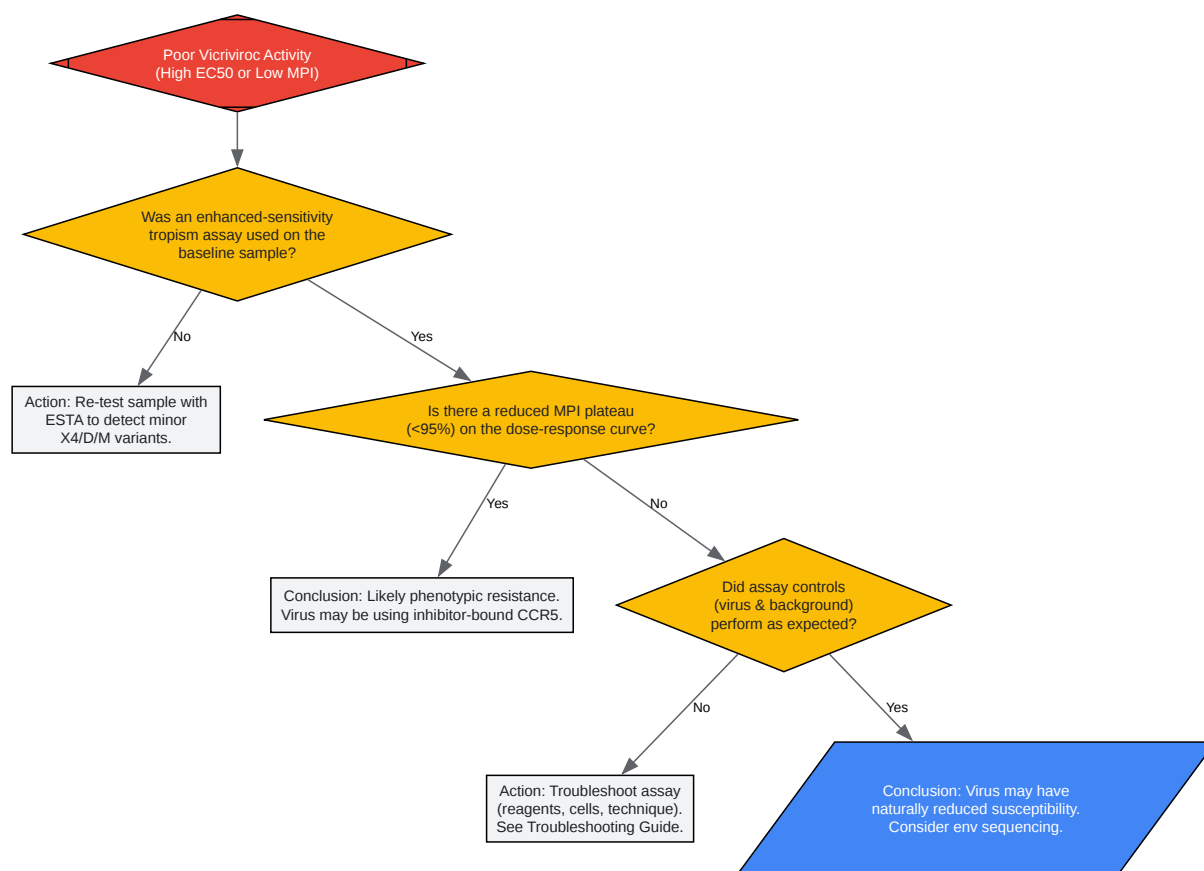 Poor Vicriviroc Activity
(High EC50 or Low MPI)
Was an enhanced-sensitivity
tropism assay used on the
baseline sample?
No
Yes
Action: Re-test sample with
ESTA to detect minor
X4/D/M variants.
Is there a reduced MPI plateau
(<95%) on the dose-response curve?
Yes
No
Conclusion: Likely phenotypic resistance.
Virus may be using inhibitor-bound CCR5.
Did assay controls
(virus & background)
perform as expected?
No
Yes
Action: Troubleshoot assay
(reagents, cells, technique).
See Troubleshooting Guide.
Conclusion: Virus may have
naturally reduced susceptibility.
Consider env sequencing.